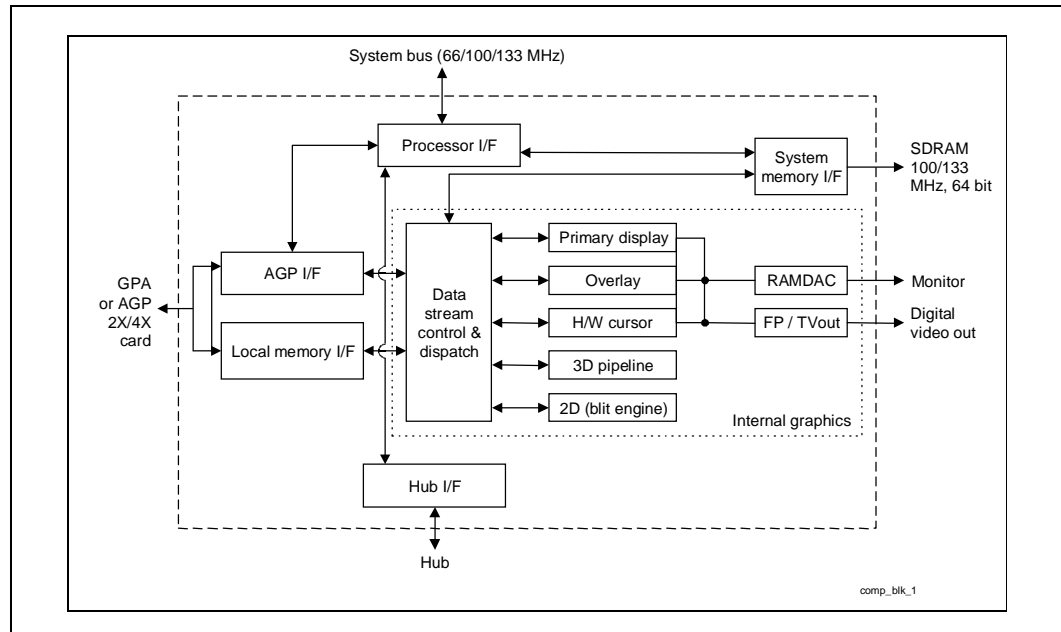 System bus (66/100/133 MHz)
Processor I/F
System
memory I/F
SDRAM
100/133
MHz, 64 bit
AGP I/F
Local memory I/F
GPA
or AGP
2X/4X
card
Data
stream
control &
dispatch
Primary display
Overlay
H/W cursor
3D pipeline
2D (blit engine)
RAMDAC
FP / TVout
Monitor
Digital
video out
Internal graphics
Hub I/F
Hub
comp_blk_1